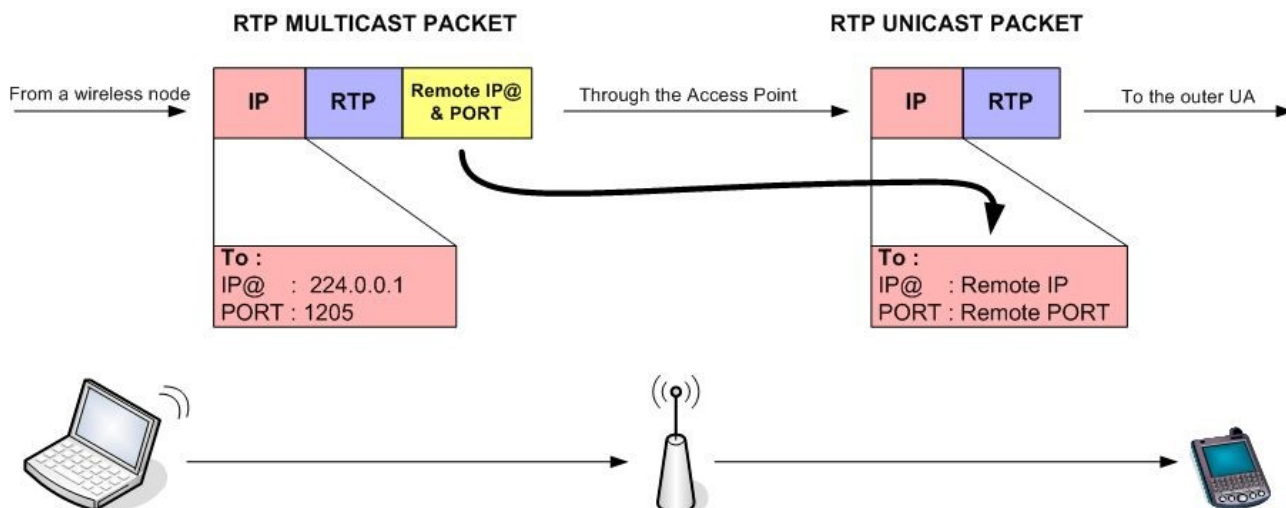 RTP MULTICAST PACKET
RTP UNICAST PACKET
From a wireless node
IP
RTP
Remote IP@
& PORT
Through the Access Point
IP
RTP
To the outer UA
To :
IP@ : 224.0.0.1
PORT : 1205
To :
IP@ : Remote IP
PORT : Remote PORT